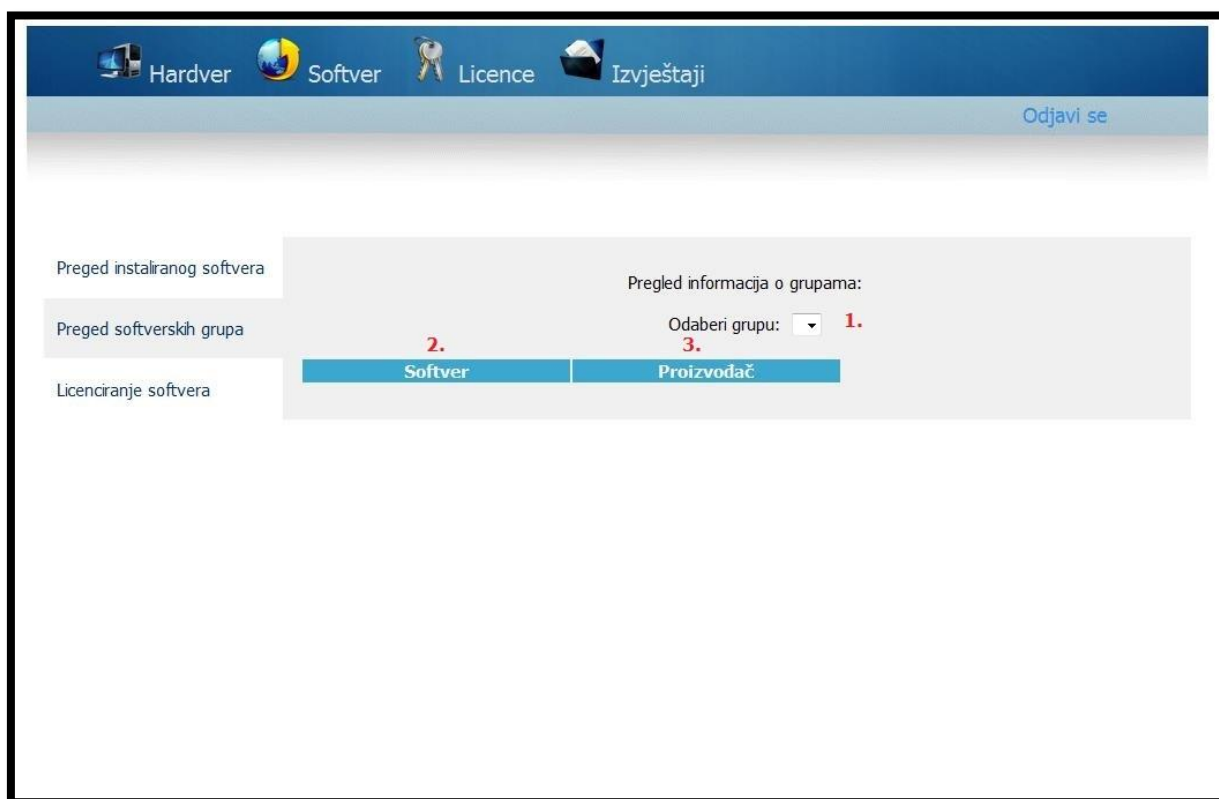 Hardver Softver Licence Izvještaji
Odjavi se
Preged instaliranog softvera
Preged softverskih grupa
Licenciranje softvera
Pregled informacija o grupama:
Odaberi grupu: 1.
2. 3.
Softver Proizvođač